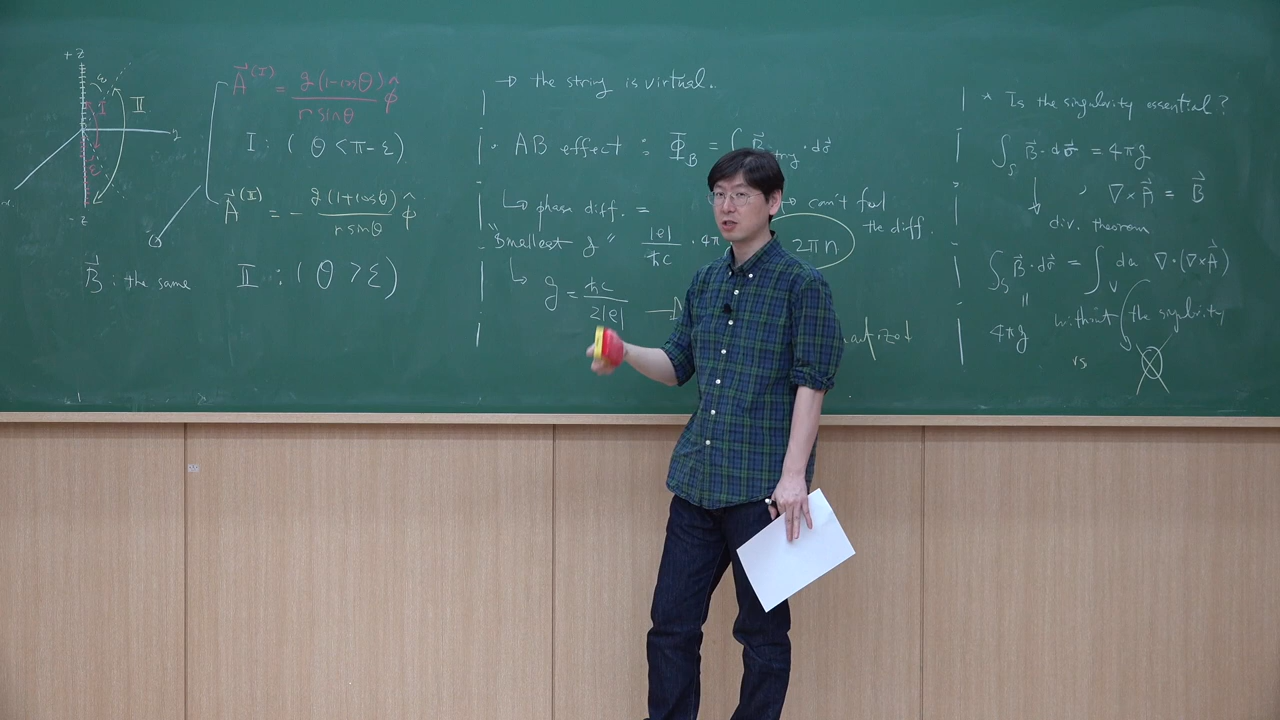 +z
ε
I
II
y
ε
x
-z
A⃗^(I) = g(1-cosθ)/(r sinθ) φ̂
I : ( θ < π-ε )
A⃗^(I) = - g(1+cosθ)/(r sinθ) φ̂
B⃗ : the same
II : ( θ > ε )
→ the string is virtual.
· AB effect : Φ_B = ∫ B⃗ · dσ⃗
↳ phase diff. =
can't feel
the diff.
"Smallest g"
|e|/ħc · 4π
2πn
↳ g = ħc/2|e| →
* Is the singularity essential?
∫_S B⃗·dσ⃗ = 4πg
↓ , ∇×A⃗ = B⃗
div. theorem
∫_S B⃗·dσ⃗ = ∫_V dσ ∇·(∇×A⃗)
"
4πg
without the singularity
vs